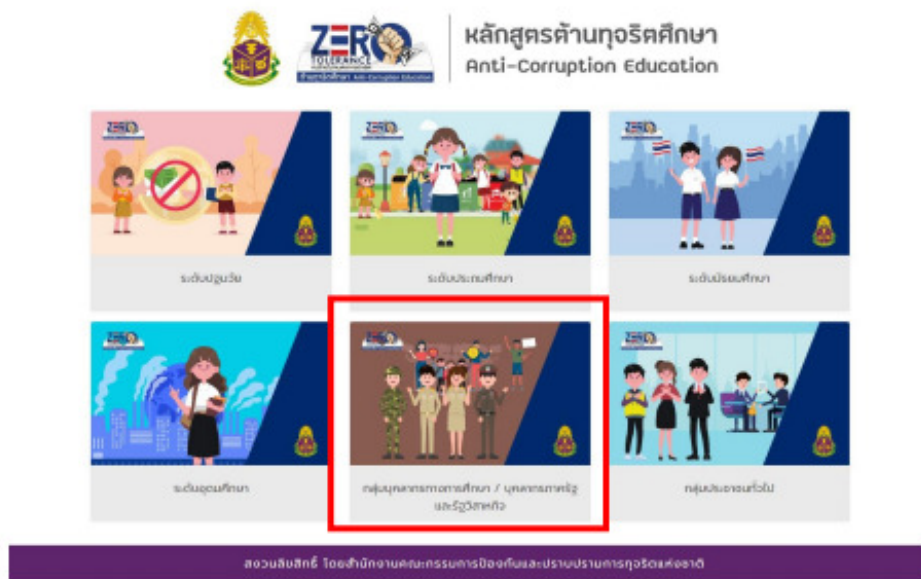 ZERO
TOLERANCE
หลักสูตรต้านทุจริตศึกษา
Anti-Corruption Education
ZERO
ZERO
ZERO
ระดับปฐมวัย
ระดับประถมศึกษา
ระดับมัธยมศึกษา
ZERO
ZERO
ZERO
ระดับอุดมศึกษา
กลุ่มบุคลากรทางการศึกษา / บุคลากรภาครัฐ
และรัฐวิสาหกิจ
กลุ่มประชาชนทั่วไป
สงวนลิขสิทธิ์ โดยสำนักงานคณะกรรมการป้องกันและปราบปรามการทุจริตแห่งชาติ